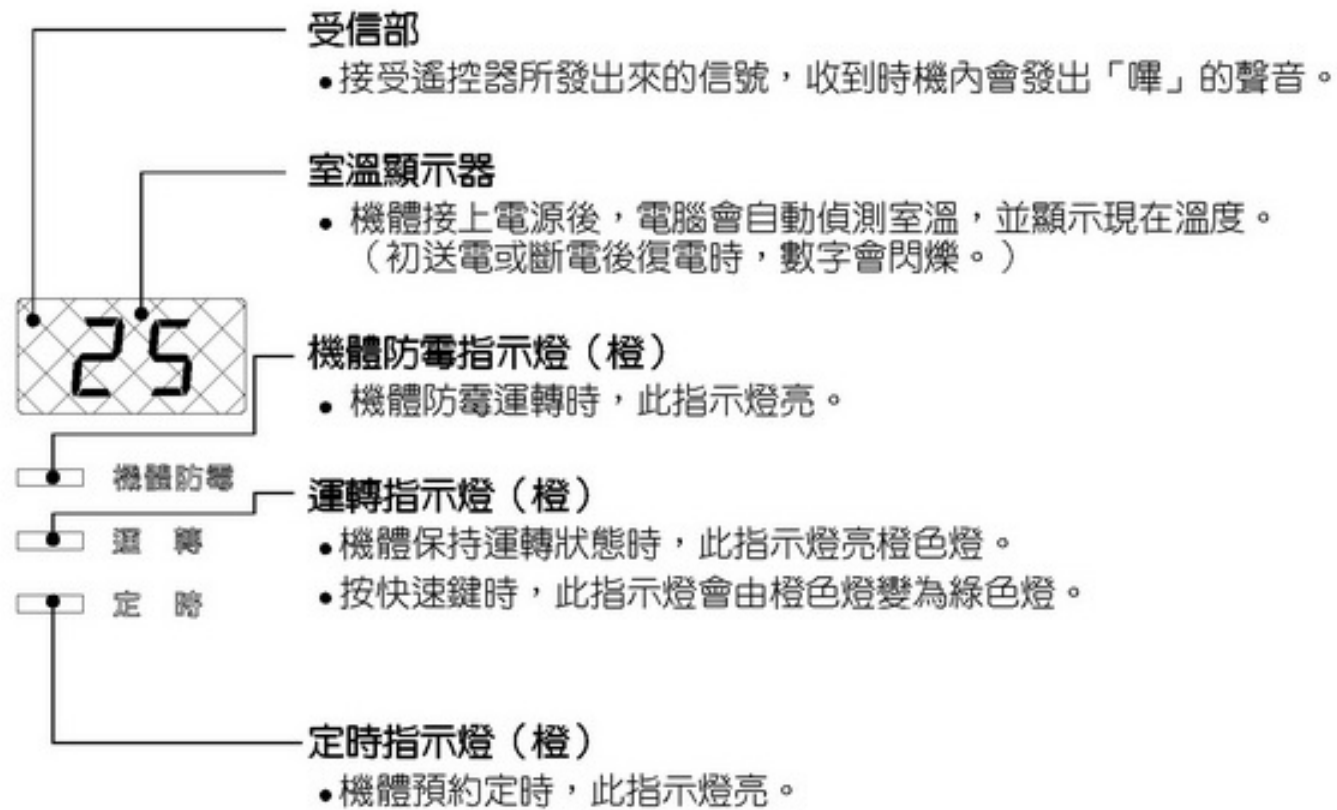 受信部
•接受遙控器所發出來的信號，收到時機內會發出「嗶」的聲音。
室溫顯示器
• 機體接上電源後，電腦會自動偵測室溫，並顯示現在溫度。
（初送電或斷電後復電時，數字會閃爍。）
25
機體防霉指示燈（橙）
• 機體防霉運轉時，此指示燈亮。
機體防霉
運轉指示燈（橙）
•機體保持運轉狀態時，此指示燈亮橙色燈。
運 轉
•按快速鍵時，此指示燈會由橙色燈變為綠色燈。
定 時
定時指示燈（橙）
•機體預約定時，此指示燈亮。